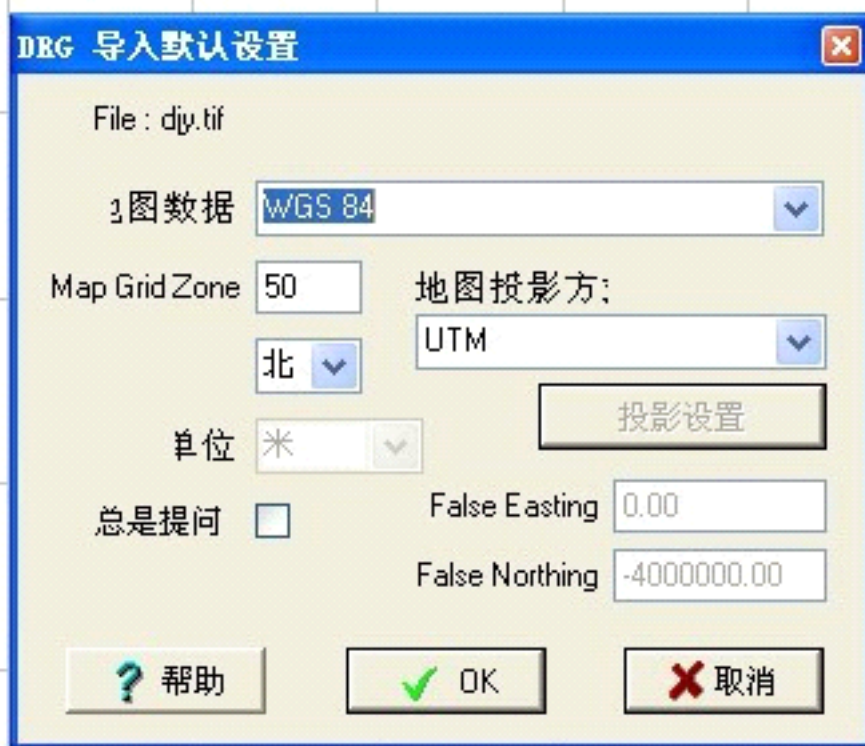 DRG 导入默认设置
File : djy.tif
图数据 WGS 84
Map Grid Zone 50
地图投影方
北
UTM
投影设置
单位 米
总是提问
False Easting 0.00
False Northing -4000000.00
? 帮助
OK
取消